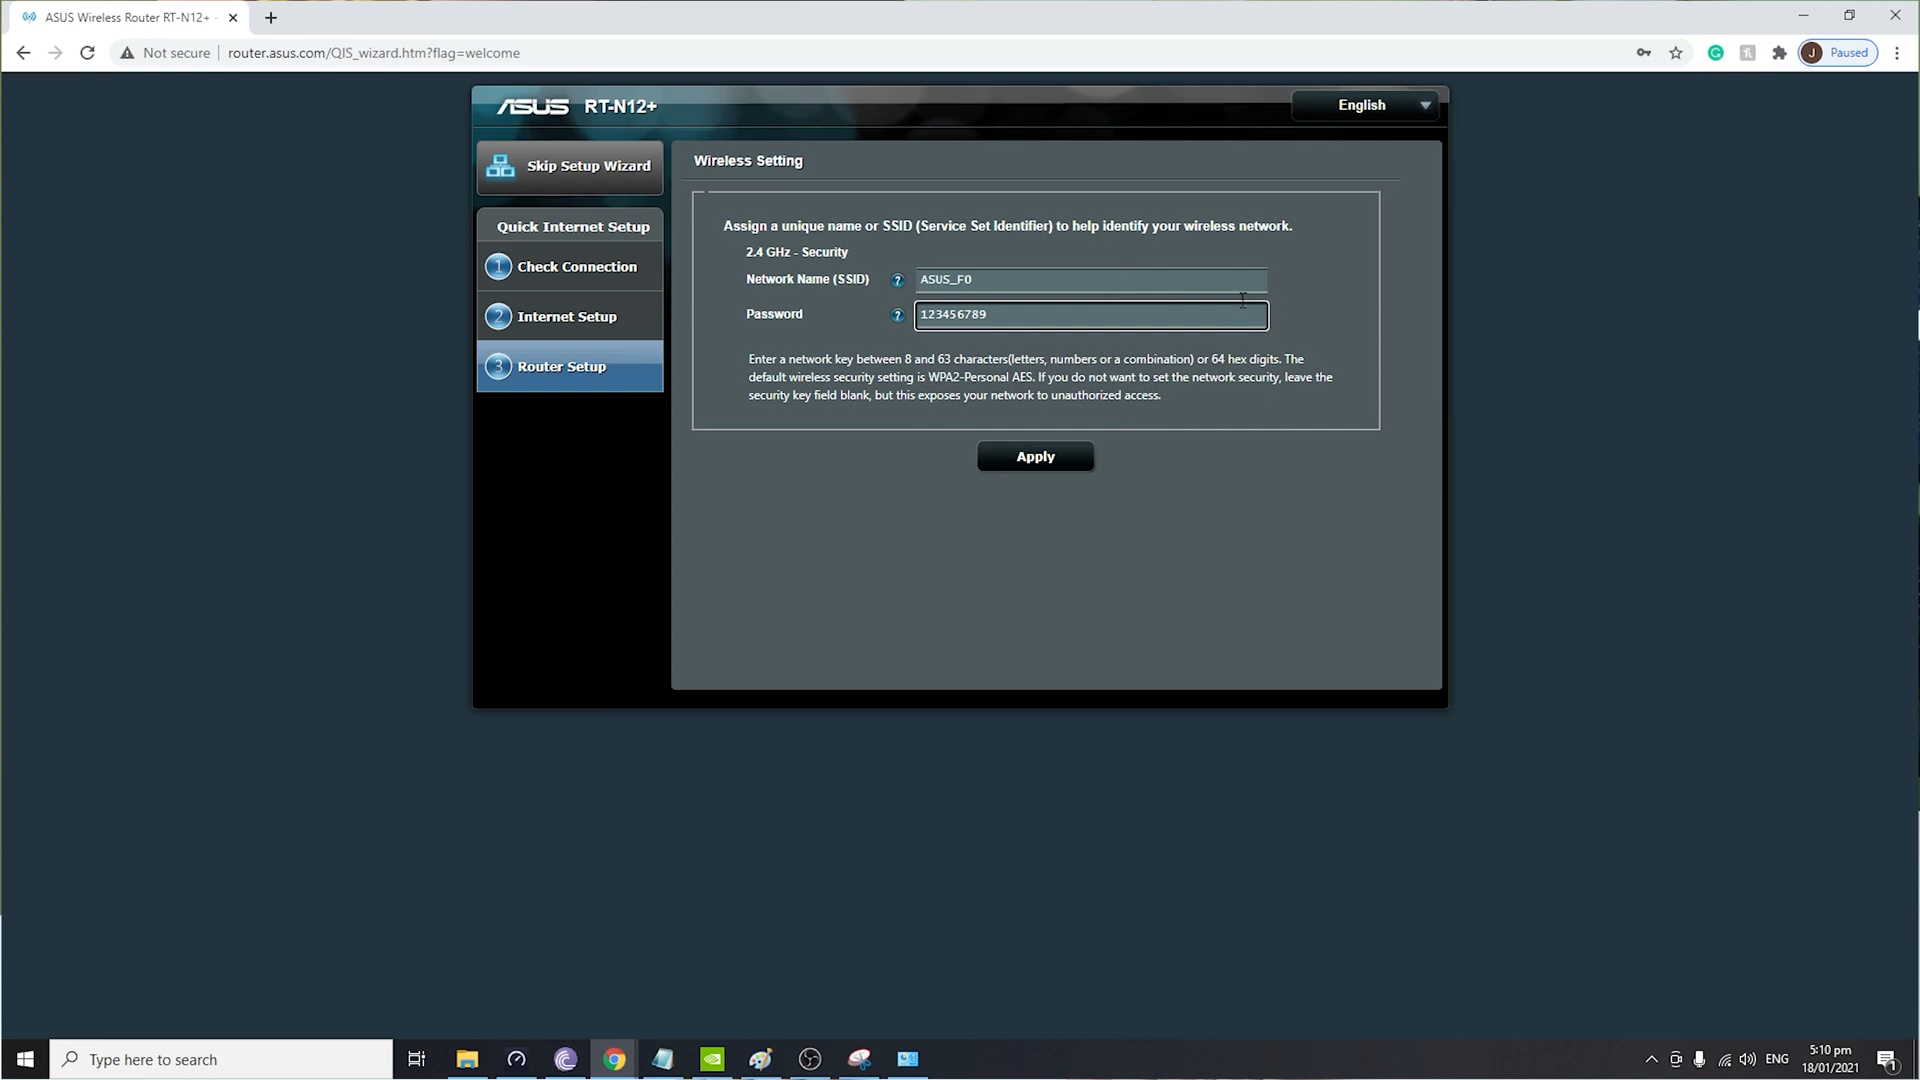 ASUS Wireless Router RT-N12+ -
Not secure
router.asus.com/QIS_wizard.htm?flag=welcome
J
Paused
ASUS RT-N12+
English
Skip Setup Wizard
Quick Internet Setup
1 Check Connection
2 Internet Setup
3 Router Setup
Wireless Setting
Assign a unique name or SSID (Service Set Identifier) to help identify your wireless network.
2.4 GHz - Security
Network Name (SSID) ? ASUS_F0
Password ? 123456789
Enter a network key between 8 and 63 characters(letters, numbers or a combination) or 64 hex digits. The
default wireless security setting is WPA2-Personal AES. If you do not want to set the network security, leave the
security key field blank, but this exposes your network to unauthorized access.
Apply
Type here to search
ENG
5:10 pm
18/01/2021
1